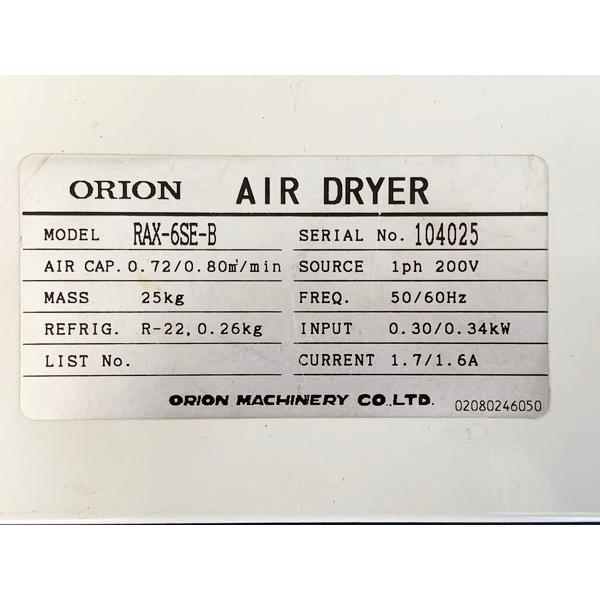 ORION AIR DRYER
MODEL RAX-6SE-B SERIAL No. 104025
AIR CAP. 0.72/0.80m³/min SOURCE 1ph 200V
MASS 25kg FREQ. 50/60Hz
REFRIG. R-22, 0.26kg INPUT 0.30/0.34kW
LIST No. CURRENT 1.7/1.6A
ORION MACHINERY CO.,LTD. 02080246050